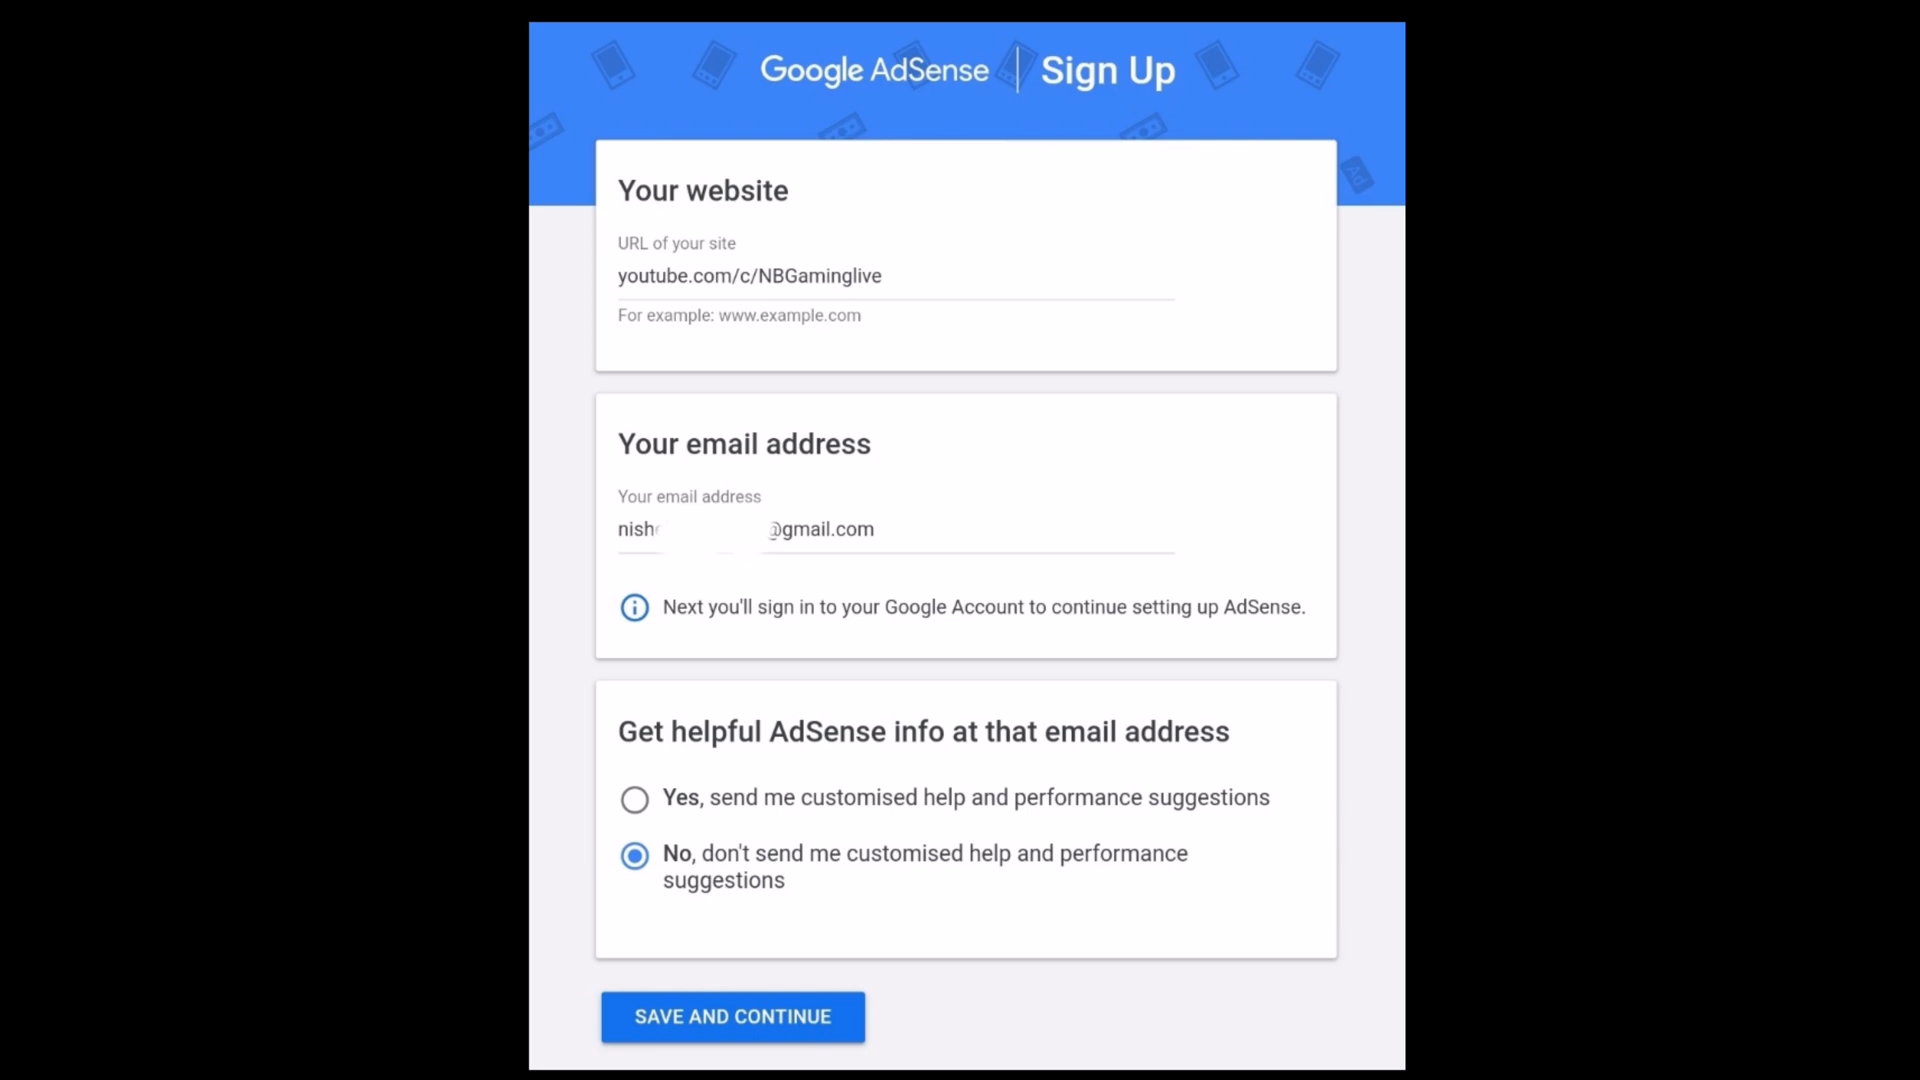 Google AdSense | Sign Up
Your website
URL of your site
youtube.com/c/NBGaminglive
For example: www.example.com
Your email address
Your email address
nish @gmail.com
Next you'll sign in to your Google Account to continue setting up AdSense.
Get helpful AdSense info at that email address
Yes, send me customised help and performance suggestions
No, don't send me customised help and performance
suggestions
SAVE AND CONTINUE